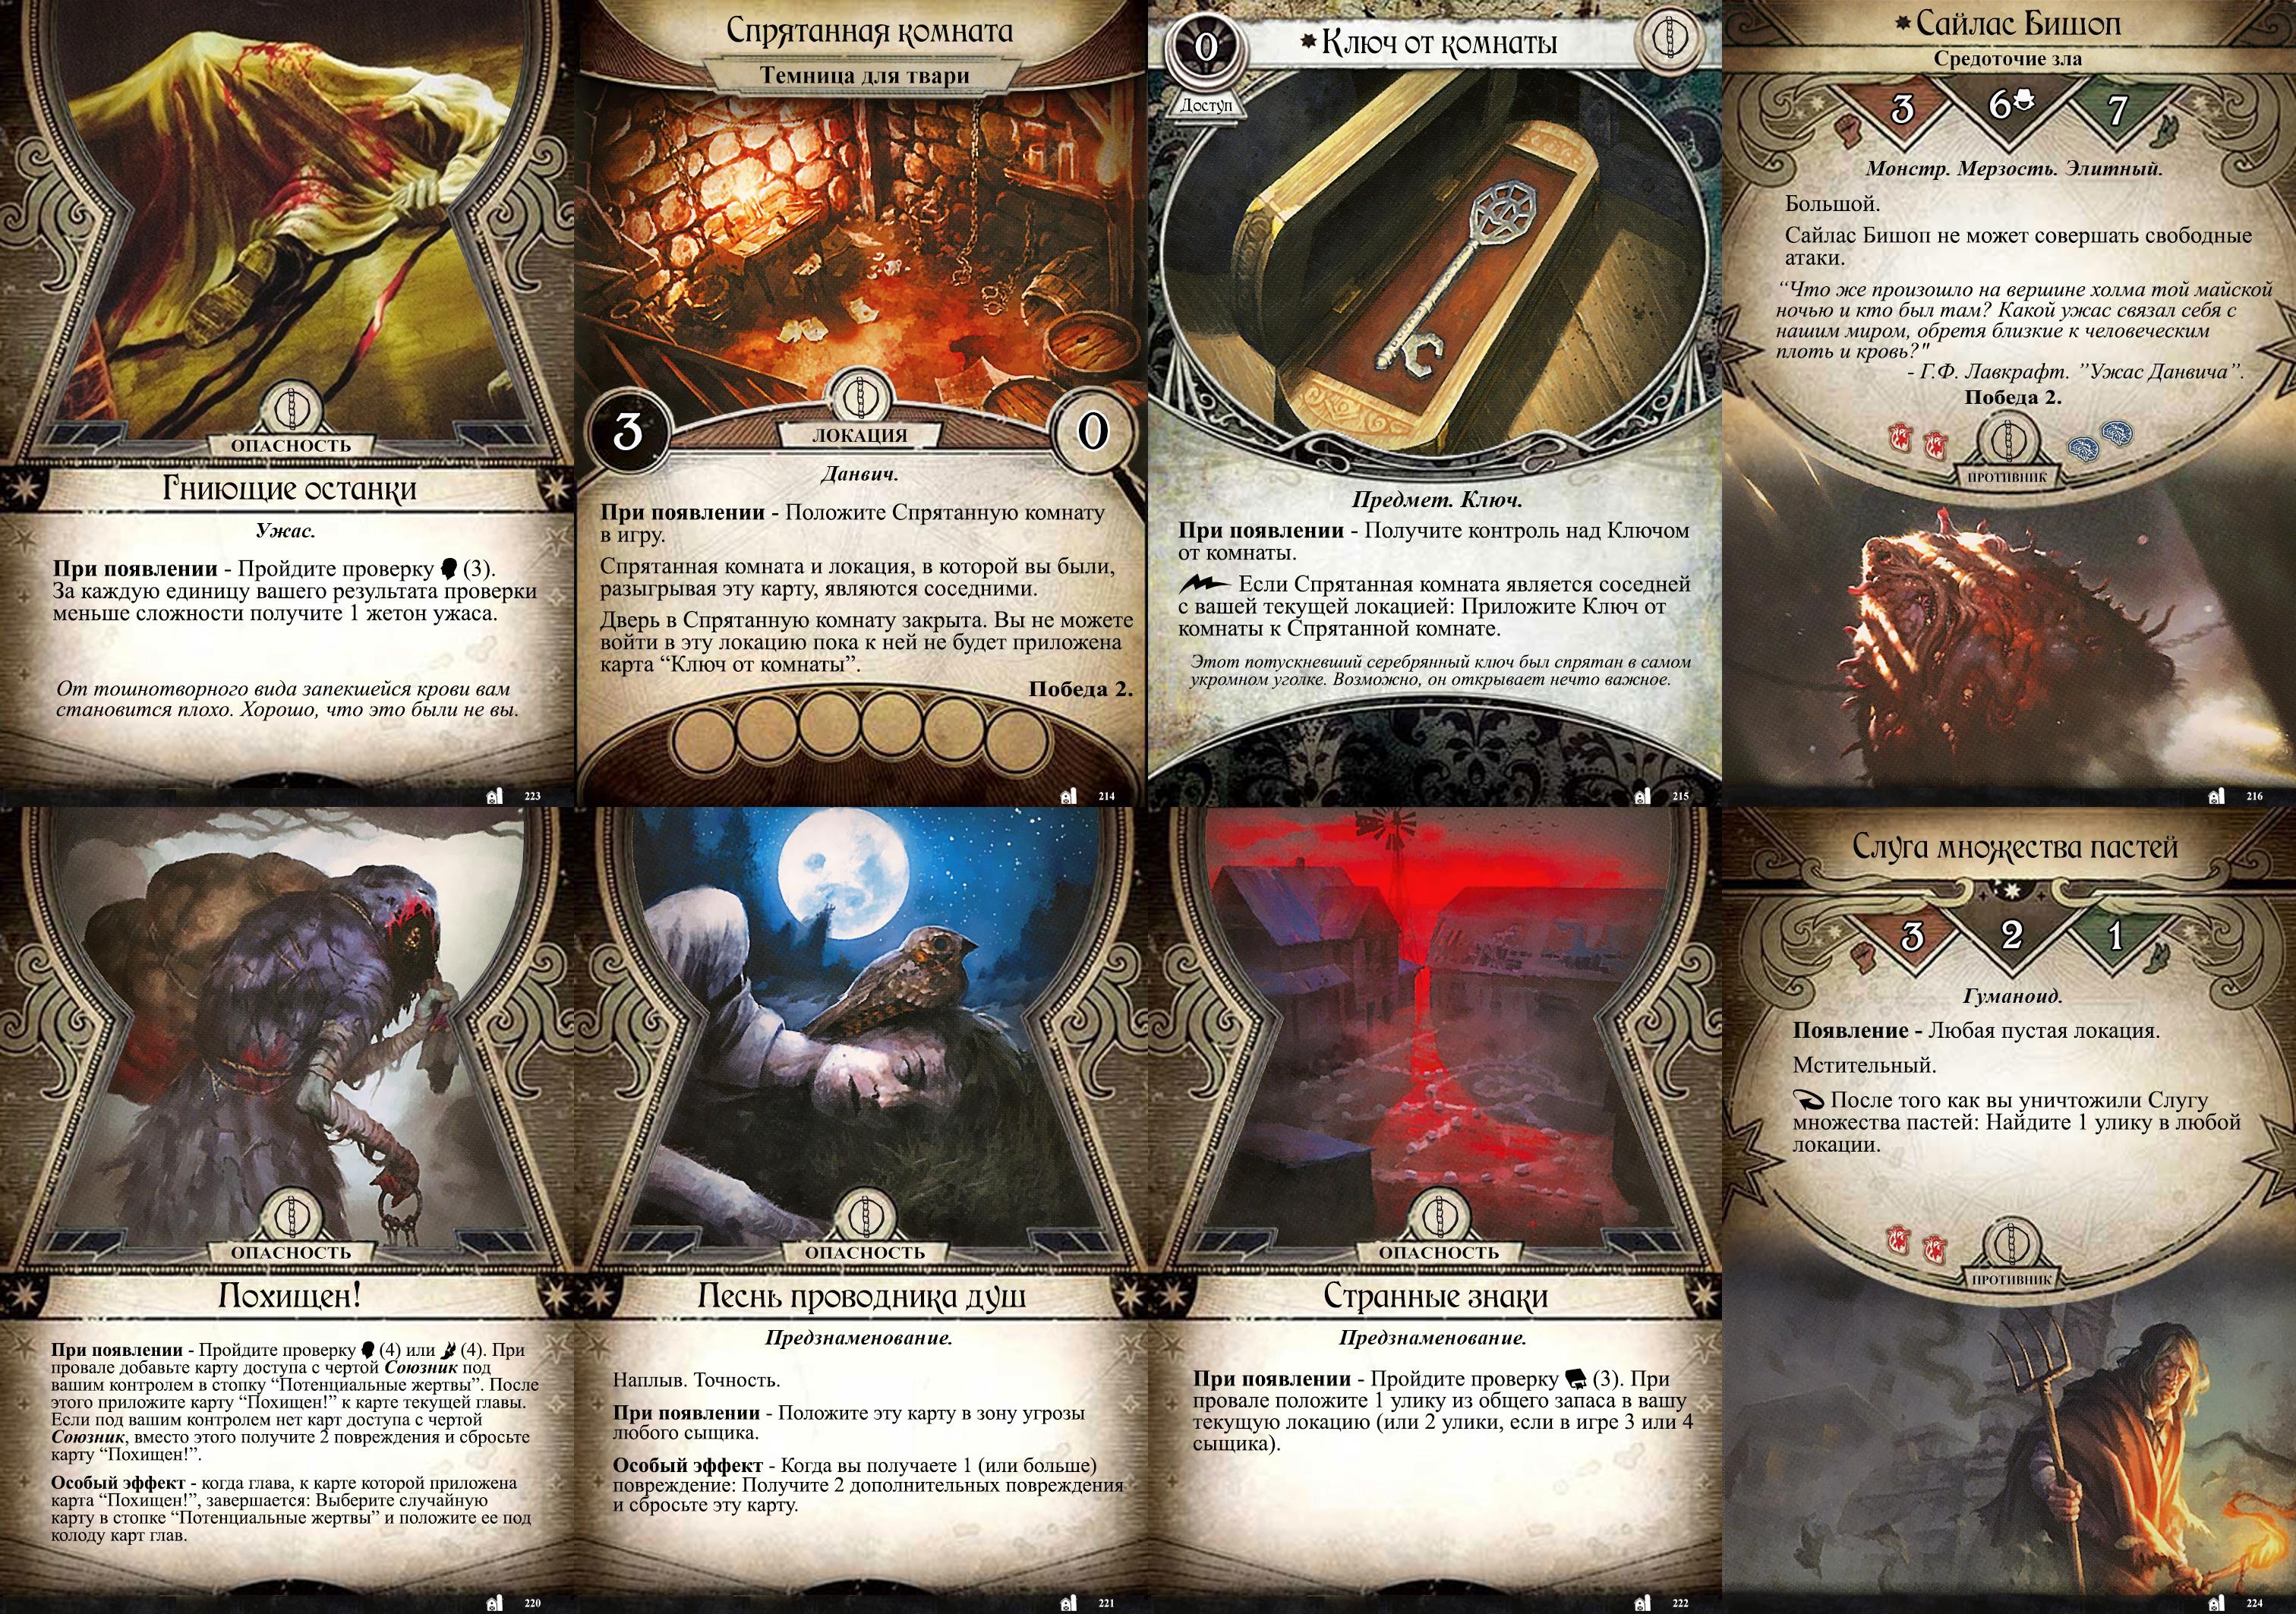 ОПАСНОСТЬ
Гниющие останки
Ужас.
При появлении - Пройдите проверку (3).
За каждую единицу вашего результата проверки
меньше сложности получите 1 жетон ужаса.
От тошнотворного вида запекшейся крови вам
становится плохо. Хорошо, что это были не вы.
223
Спрятанная комната
Темница для твари
3
ЛОКАЦИЯ
0
Данвич.
При появлении - Положите Спрятанную комнату
в игру.
Спрятанная комната и локация, в которой вы были,
разыгрывая эту карту, являются соседними.
Дверь в Спрятанную комнату закрыта. Вы не можете
войти в эту локацию пока к ней не будет приложена
карта “Ключ от комнаты”.
Победа 2.
214
0
Ключ от комнаты
Доступ
Предмет. Ключ.
При появлении - Получите контроль над Ключом
от комнаты.
Если Спрятанная комната является соседней
с вашей текущей локацией: Приложите Ключ от
комнаты к Спрятанной комнате.
Этот потускневший серебрянный ключ был спрятан в самом
укромном уголке. Возможно, он открывает нечто важное.
215
Сайлас Бишоп
Средоточие зла
3 6 7
Монстр. Мерзость. Элитный.
Большой.
Сайлас Бишоп не может совершать свободные
атаки.
“Что же произошло на вершине холма той майской
ночью и кто был там? Какой ужас связал себя с
нашим миром, обретя близкие к человеческим
плоть и кровь?"
- Г.Ф. Лавкрафт. ”Ужас Данвича”.
Победа 2.
ПРОТИВНИК
216
ОПАСНОСТЬ
Похищен!
При появлении - Пройдите проверку (4) или (4). При
провале добавьте карту доступа с чертой Союзник под
вашим контролем в стопку “Потенциальные жертвы”. После
этого приложите карту “Похищен!” к карте текущей главы.
Если под вашим контролем нет карт доступа с чертой
Союзник, вместо этого получите 2 повреждения и сбросьте
карту “Похищен!”.
Особый эффект - когда глава, к карте которой приложена
карта “Похищен!”, завершается: Выберите случайную
карту в стопке “Потенциальные жертвы” и положите ее под
колоду карт глав.
220
ОПАСНОСТЬ
Песнь проводника душ
Предзнаменование.
Наплыв. Точность.
При появлении - Положите эту карту в зону угрозы
любого сыщика.
Особый эффект - Когда вы получаете 1 (или больше)
повреждение: Получите 2 дополнительных повреждения
и сбросьте эту карту.
221
ОПАСНОСТЬ
Странные знаки
Предзнаменование.
При появлении - Пройдите проверку (3). При
провале положите 1 улику из общего запаса в вашу
текущую локацию (или 2 улики, если в игре 3 или 4
сыщика).
222
Слуга множества пастей
3 2 1
Гуманоид.
Появление - Любая пустая локация.
Мстительный.
После того как вы уничтожили Слугу
множества пастей: Найдите 1 улику в любой
локации.
ПРОТИВНИК
224